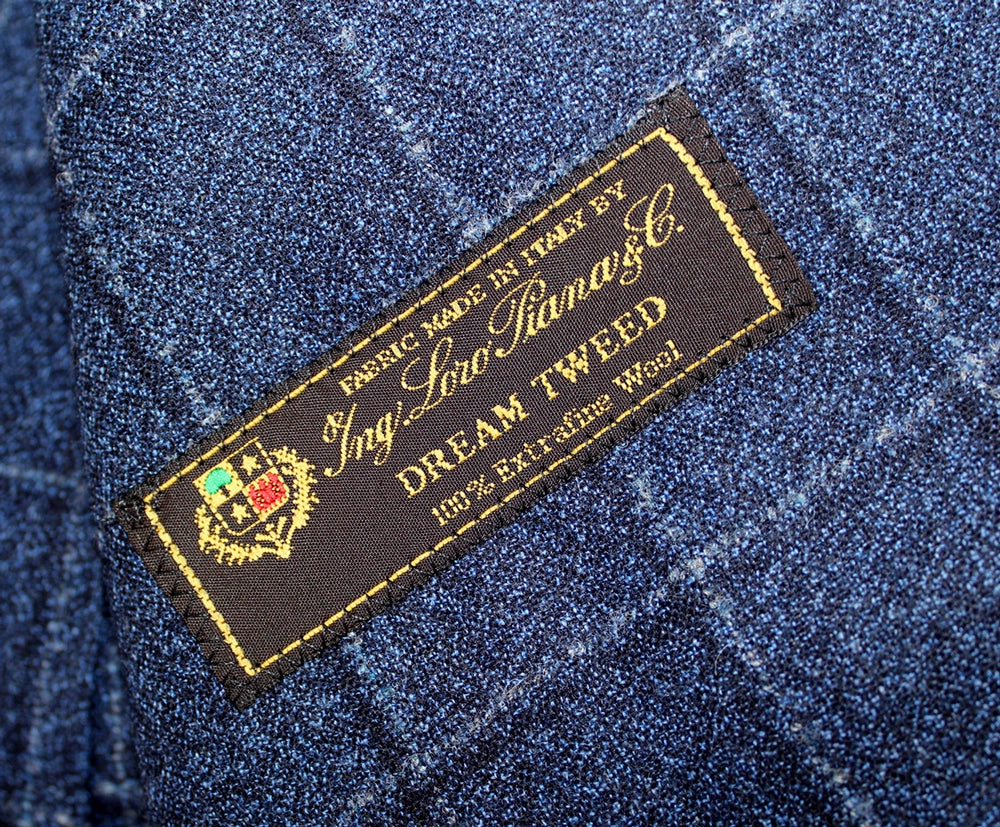 FABRIC MADE IN ITALY BY
Ing. Loro Piana & C.
DREAM TWEED
100% Extrafine Wool